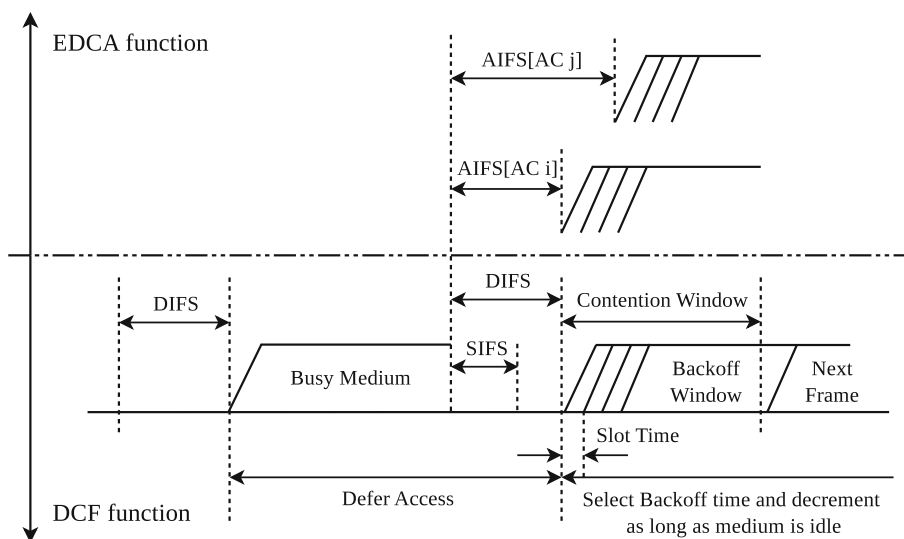 EDCA function
AIFS[AC j]
AIFS[AC i]
DIFS
DIFS
Contention Window
SIFS
Busy Medium
Backoff
Window
Next
Frame
Slot Time
Defer Access
Select Backoff time and decrement
as long as medium is idle
DCF function